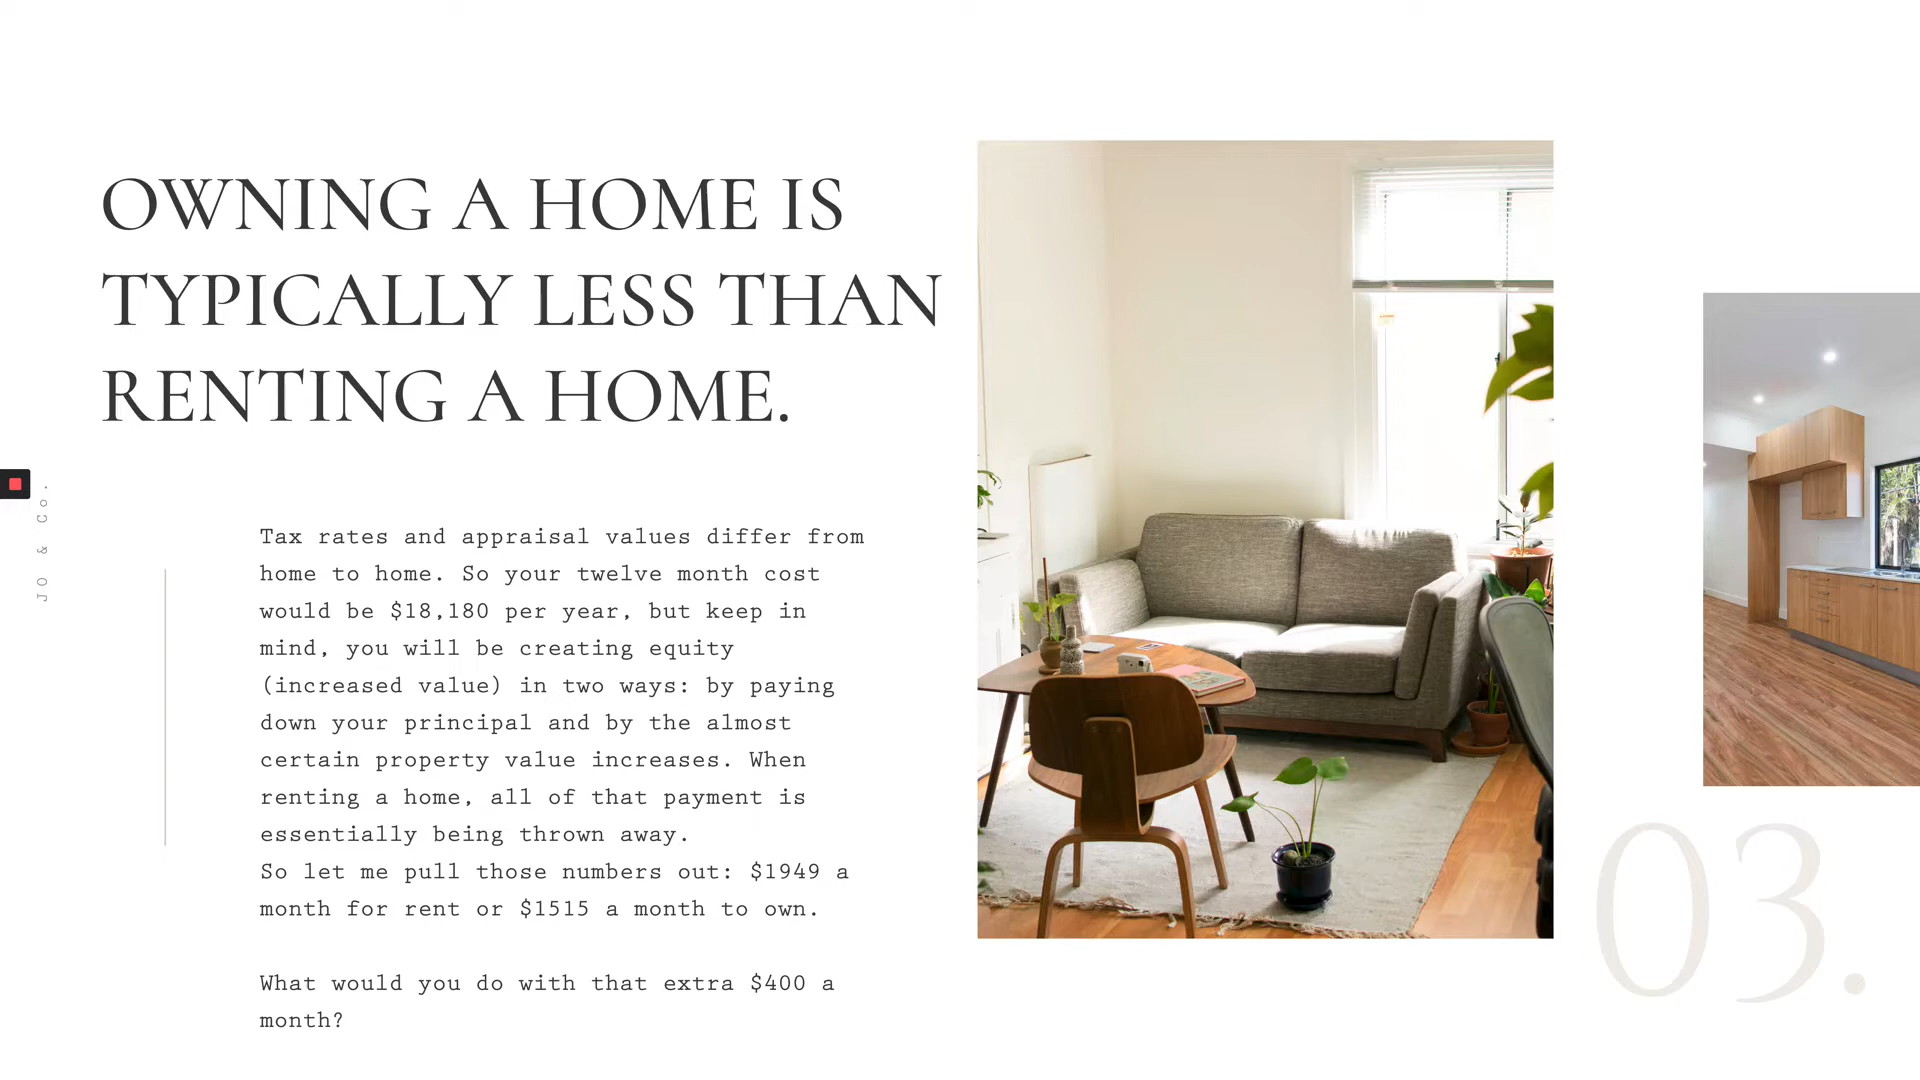 OWNING A HOME IS
TYPICALLY LESS THAN
RENTING A HOME.
JO & Co.
Tax rates and appraisal values differ from
home to home. So your twelve month cost
would be $18,180 per year, but keep in
mind, you will be creating equity
(increased value) in two ways: by paying
down your principal and by the almost
certain property value increases. When
renting a home, all of that payment is
essentially being thrown away.
So let me pull those numbers out: $1949 a
month for rent or $1515 a month to own.
What would you do with that extra $400 a
month?
03.